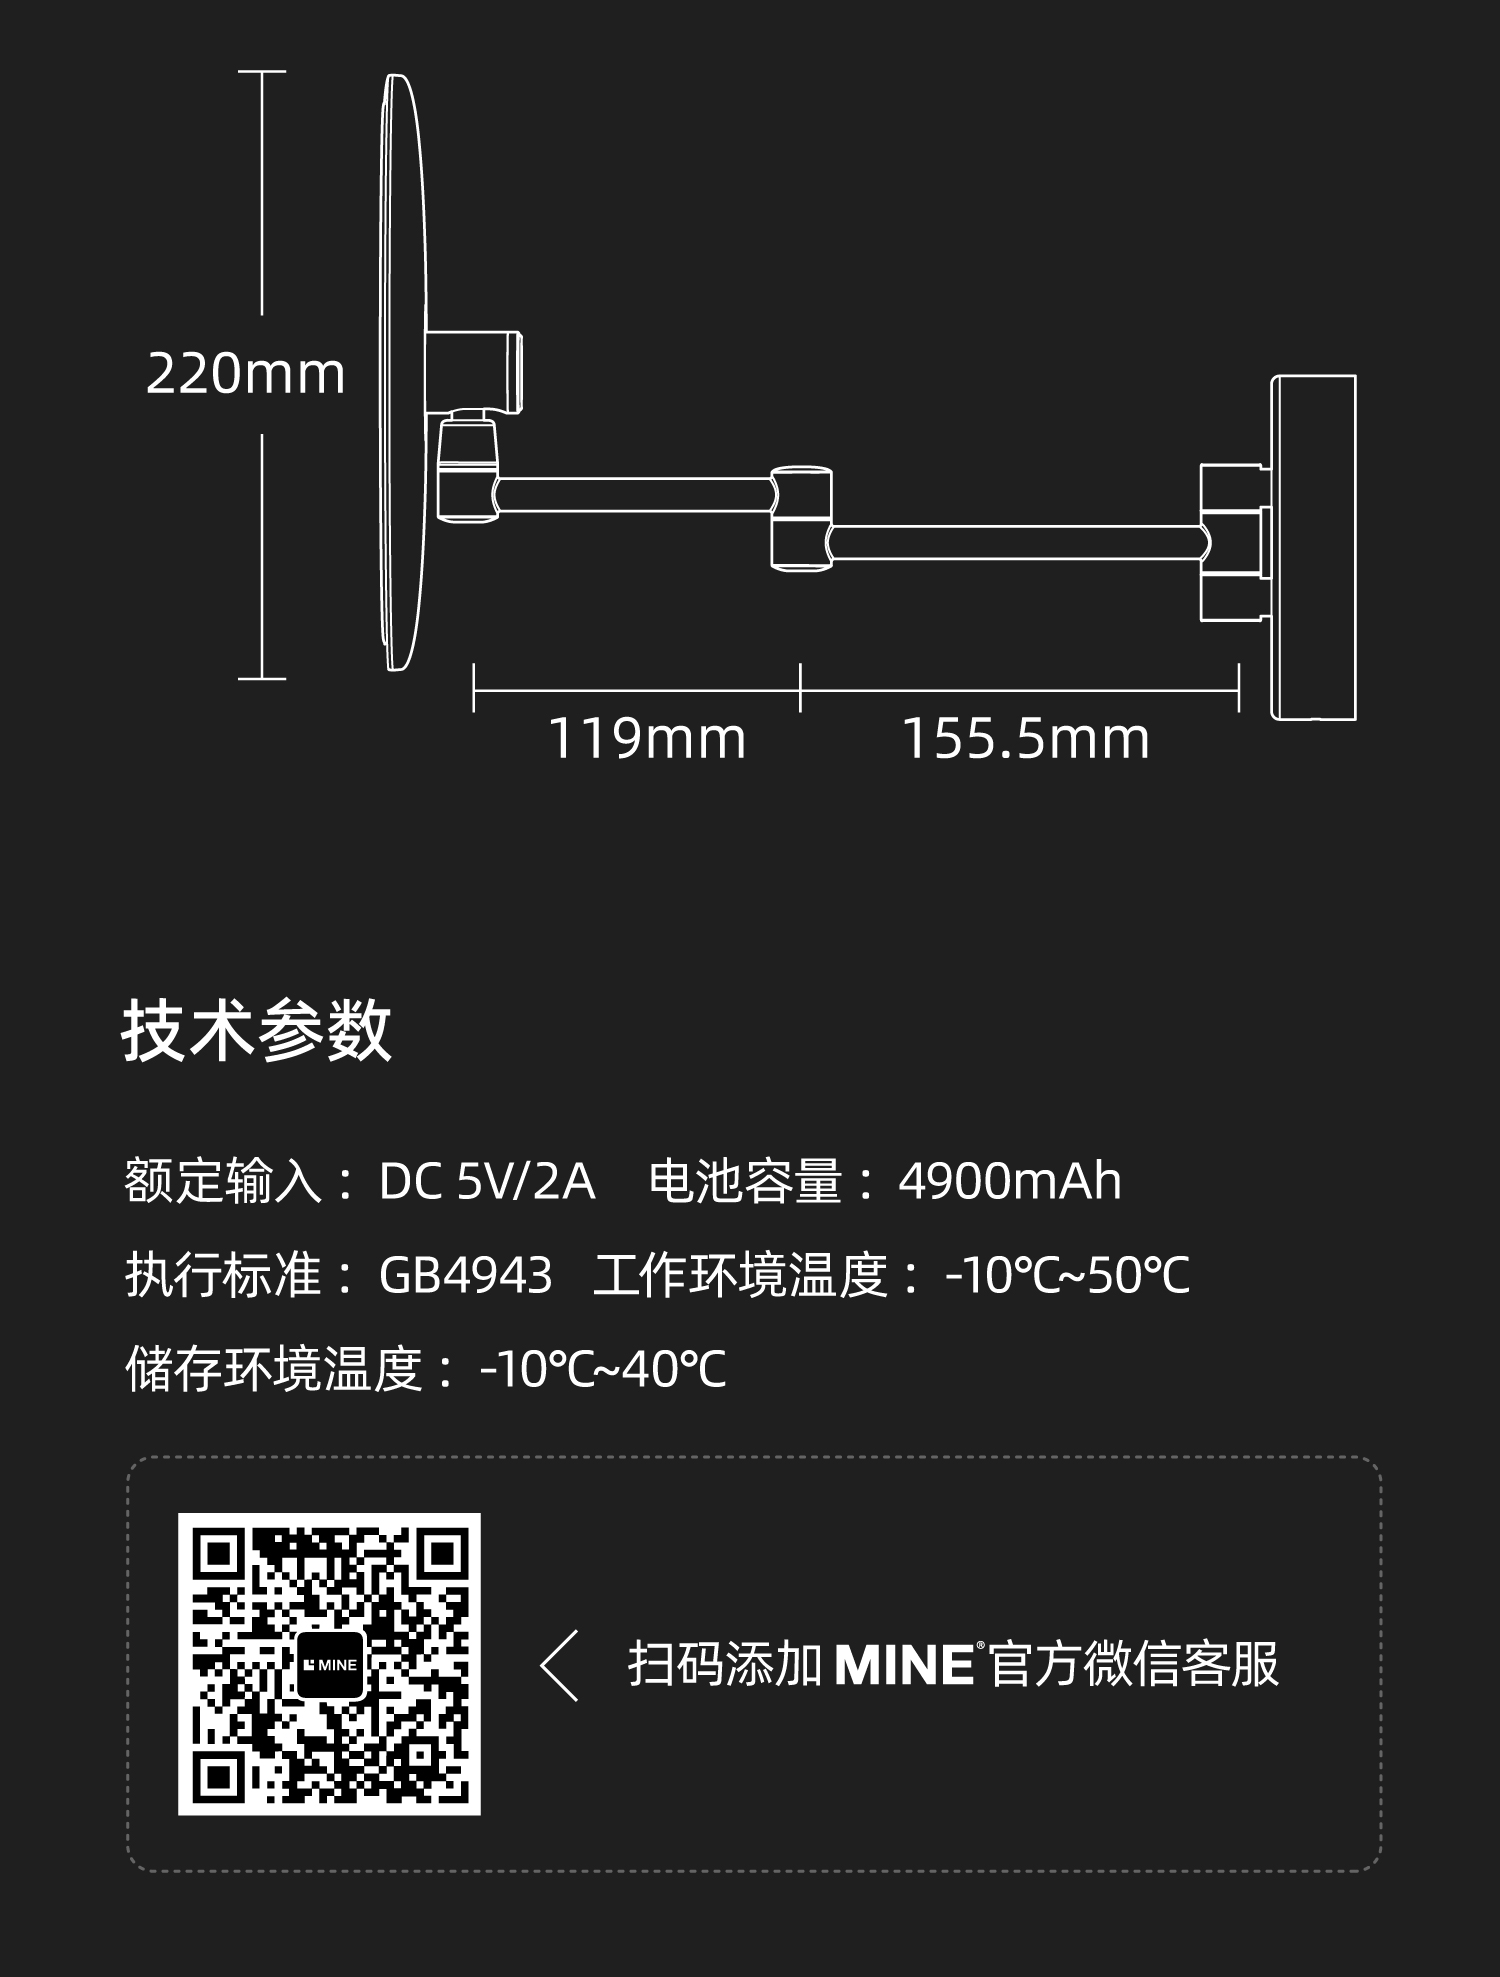 220mm
119mm 155.5mm
技术参数
额定输入：DC 5V/2A 电池容量：4900mAh
执行标准：GB4943 工作环境温度：-10℃~50℃
储存环境温度：-10℃~40℃
MINE
扫码添加 MINE®官方微信客服